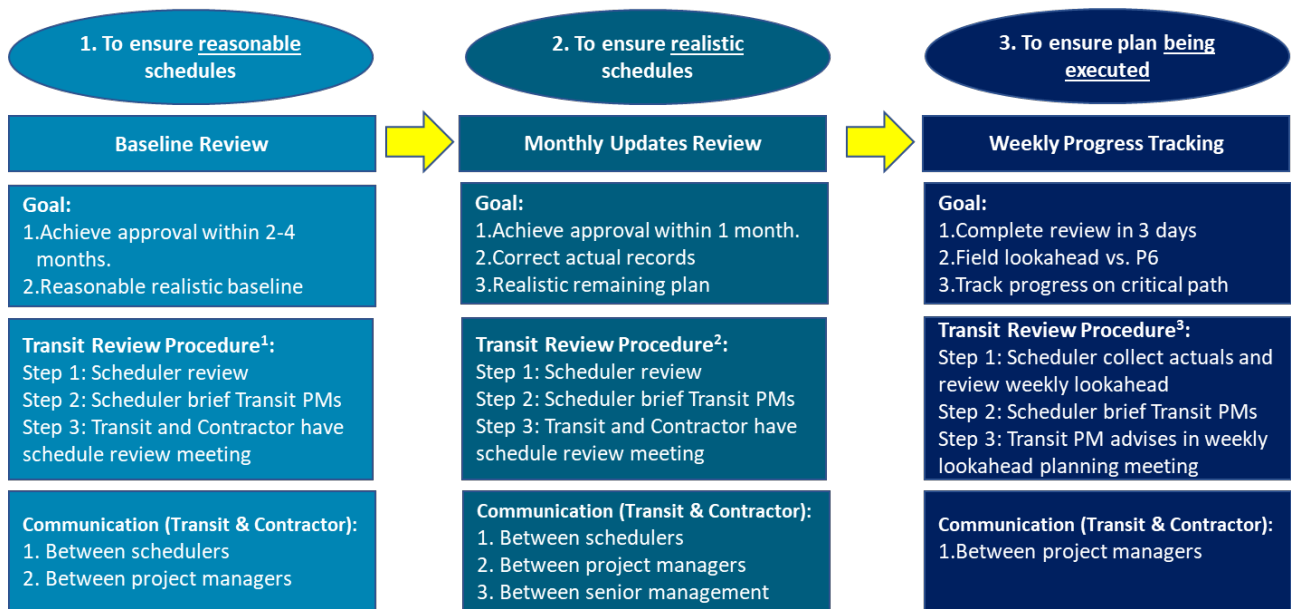 1. To ensure reasonable
schedules
Baseline Review
Goal:
1.Achieve approval within 2-4
months.
2.Reasonable realistic baseline
Transit Review Procedure1:
Step 1: Scheduler review
Step 2: Scheduler brief Transit PMs
Step 3: Transit and Contractor have
schedule review meeting
Communication (Transit & Contractor):
1. Between schedulers
2. Between project managers
2. To ensure realistic
schedules
Monthly Updates Review
Goal:
1.Achieve approval within 1 month.
2.Correct actual records
3.Realistic remaining plan
Transit Review Procedure2:
Step 1: Scheduler review
Step 2: Scheduler brief Transit PMs
Step 3: Transit and Contractor have
schedule review meeting
Communication (Transit & Contractor):
1. Between schedulers
2. Between project managers
3. Between senior management
3. To ensure plan being
executed
Weekly Progress Tracking
Goal:
1.Complete review in 3 days
2.Field lookahead vs. P6
3.Track progress on critical path
Transit Review Procedure3:
Step 1: Scheduler collect actuals and
review weekly lookahead
Step 2: Scheduler brief Transit PMs
Step 3: Transit PM advises in weekly
lookahead planning meeting
Communication (Transit & Contractor):
1.Between project managers